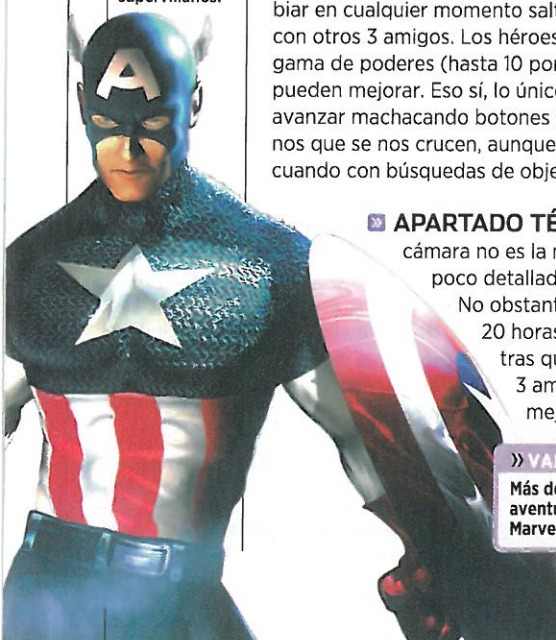 supervillanos.
biar en cualquier momento salt
con otros 3 amigos. Los héroes
gama de poderes (hasta 10 por
pueden mejorar. Eso sí, lo únic
avanzar machacando botones
nos que se nos crucen, aunque
cuando con búsquedas de obje
» APARTADO TÉ
cámara no es la
poco detallad
No obstant
20 horas
tras qu
3 am
mej
» VA
Más de
aventu
Marve
A